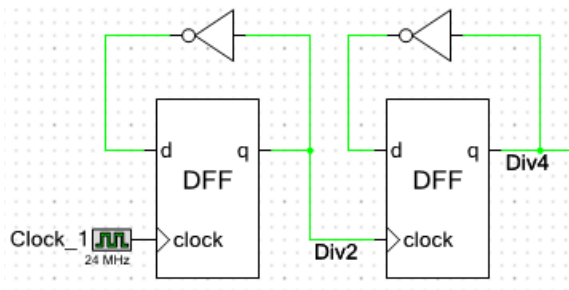 d q
DFF
Clock_1
24 MHz
clock
Div2
d q
DFF
clock
Div4